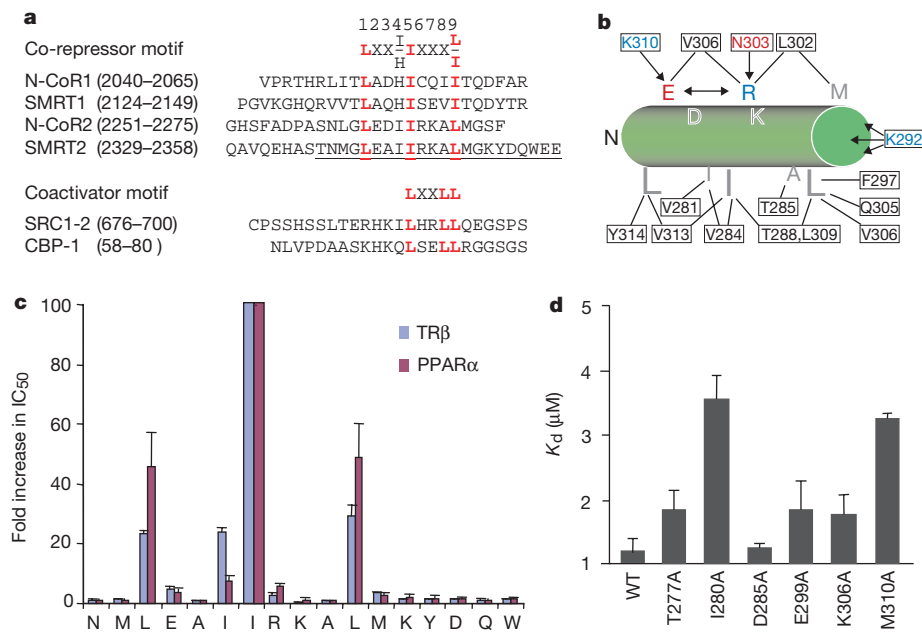 a
123456789
Co-repressor motif LXXIIXXXL
H I
N-CoR1 (2040–2065) VPRTHRLITLADHICQIITQDFAR
SMRT1 (2124–2149) PGVKGHQRVVTLAQHISEVITQDYTR
N-CoR2 (2251–2275) GHSFADPASNLGLEDIIRKALMGSF
SMRT2 (2329–2358) QAVQEHASTNMGLEAIIRKALMGKYDQWEE
Coactivator motif LXXLL
SRC1-2 (676–700) CPSSHSSLTERHKILHRLLQEGSPS
CBP-1 (58–80) NLVPDAASKHKQLSELLRGGSGS
b
K310 V306 N303 L302
E R M
D K
N
K292
L I I A L
F297
V281 T285 Q305
Y314 V313 V284 T288,L309 V306
c
Fold increase in IC50
100
80
60
40
20
0
TRβ
PPARα
N M L E A I I R K A L M K Y D Q W
d
Kd (μM)
5
4
3
2
1
WT T277A I280A D285A E299A K306A M310A